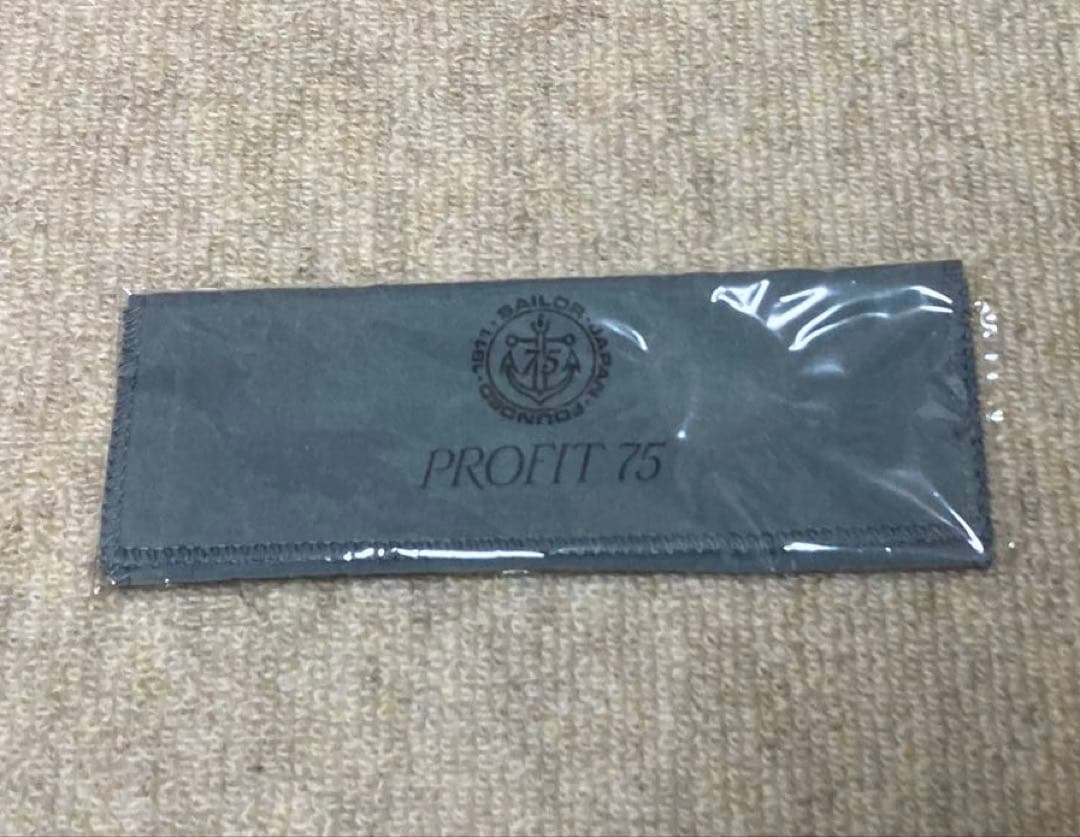 SAILOR · JAPAN · FOUNDED · 1911 ·
75
PROFIT 75